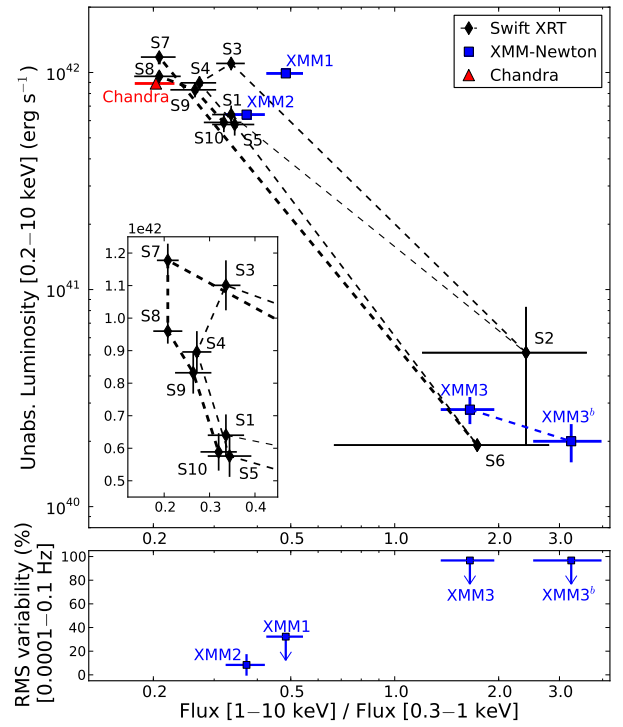 Swift XRT
XMM-Newton
Chandra
S7
S8
S4
S3
XMM1
Chandra
S9
S1
XMM2
S10
S5
10^42
10^41
10^40
Unabs. Luminosity [0.2−10 keV] (erg s^−1)
1e42
1.2
1.1
1.0
0.9
0.8
0.7
0.6
0.5
S7
S3
S8
S4
S9
S1
S10
S5
0.2 0.3 0.4
S2
XMM3
XMM3^b
S6
0.2 0.5 1.0 2.0 3.0
RMS variability (%)
[0.0001−0.1 Hz]
100
80
60
40
20
0
XMM2
XMM1
XMM3
XMM3^b
0.2 0.5 1.0 2.0 3.0
Flux [1−10 keV] / Flux [0.3−1 keV]